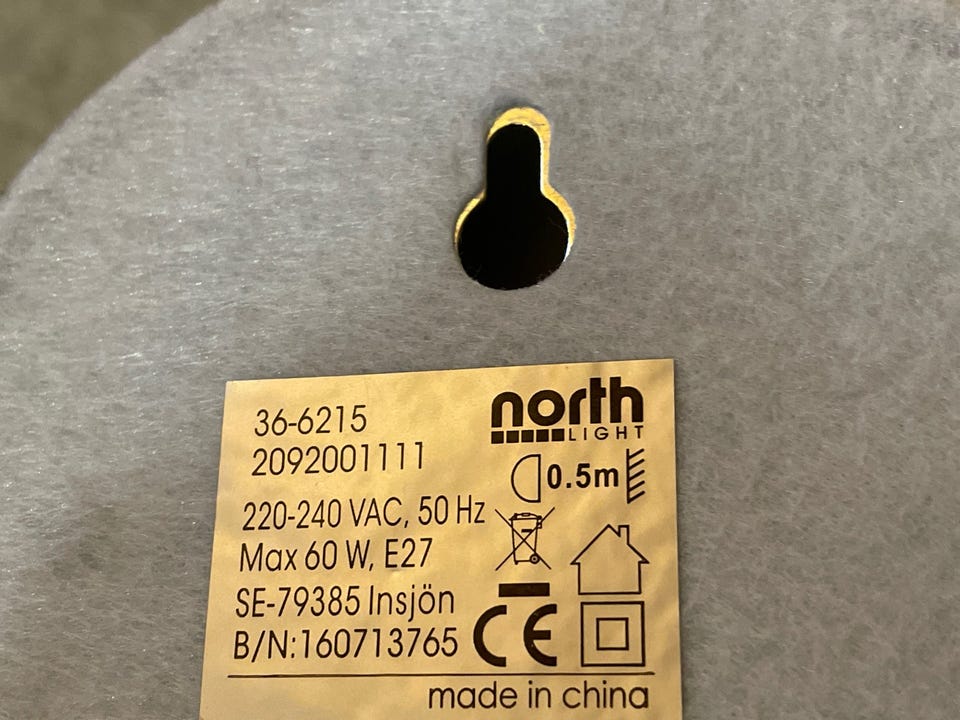 36-6215
2092001111
north
LIGHT
0.5m
220-240 VAC, 50 Hz
Max 60 W, E27
SE-79385 Insjön
B/N:160713765
CE
made in china